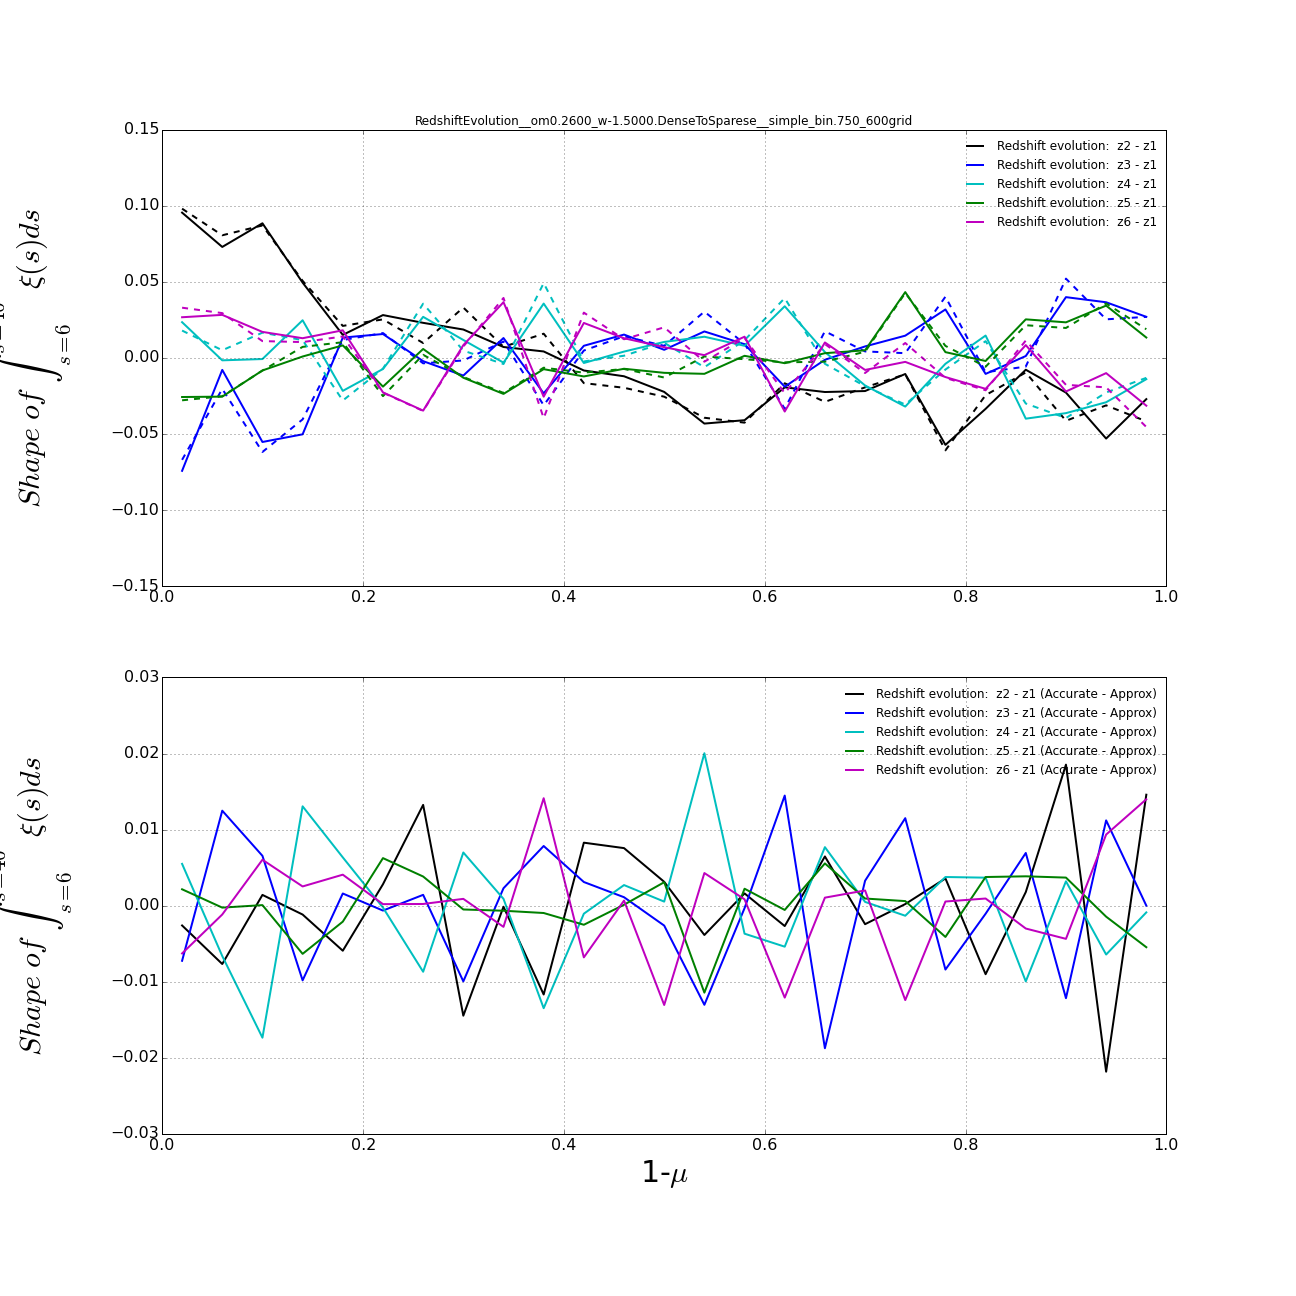 RedshiftEvolution__om0.2600_w-1.5000.DenseToSparese__simple_bin.750_600grid
0.15
0.10
0.05
0.00
−0.05
−0.10
−0.15
0.0 0.2 0.4 0.6 0.8 1.0
Shape of ∫ s=6 ξ(s)ds
Redshift evolution: z2 - z1
Redshift evolution: z3 - z1
Redshift evolution: z4 - z1
Redshift evolution: z5 - z1
Redshift evolution: z6 - z1
0.03
0.02
0.01
0.00
−0.01
−0.02
−0.03
0.0 0.2 0.4 0.6 0.8 1.0
Shape of ∫ s=6 ξ(s)ds
Redshift evolution: z2 - z1 (Accurate - Approx)
Redshift evolution: z3 - z1 (Accurate - Approx)
Redshift evolution: z4 - z1 (Accurate - Approx)
Redshift evolution: z5 - z1 (Accurate - Approx)
Redshift evolution: z6 - z1 (Accurate - Approx)
1-μ